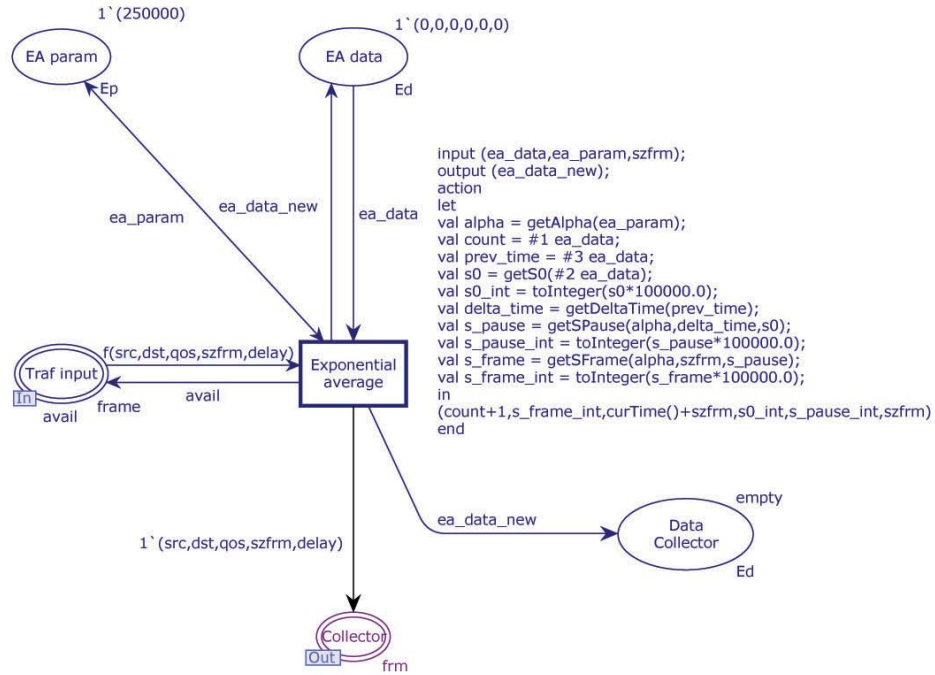 1`(250000)
1`(0,0,0,0,0,0)
EA param
EA data
Ep
Ed
input (ea_data,ea_param,szfrm);
output (ea_data_new);
action
let
val alpha = getAlpha(ea_param);
val count = #1 ea_data;
val prev_time = #3 ea_data;
val s0 = getS0(#2 ea_data);
val s0_int = toInteger(s0*100000.0);
val delta_time = getDeltaTime(prev_time);
val s_pause = getSPause(alpha,delta_time,s0);
val s_pause_int = toInteger(s_pause*100000.0);
val s_frame = getSFrame(alpha,szfrm,s_pause);
val s_frame_int = toInteger(s_frame*100000.0);
in
(count+1,s_frame_int,curTime()+szfrm,s0_int,s_pause_int,szfrm)
end
ea_param
ea_data_new
ea_data
f(src,dst,qos,szfrm,delay)
Traf input
In
avail
frame
avail
Exponential
average
1`(src,dst,qos,szfrm,delay)
ea_data_new
empty
Data
Collector
Ed
Collector
Out
frm